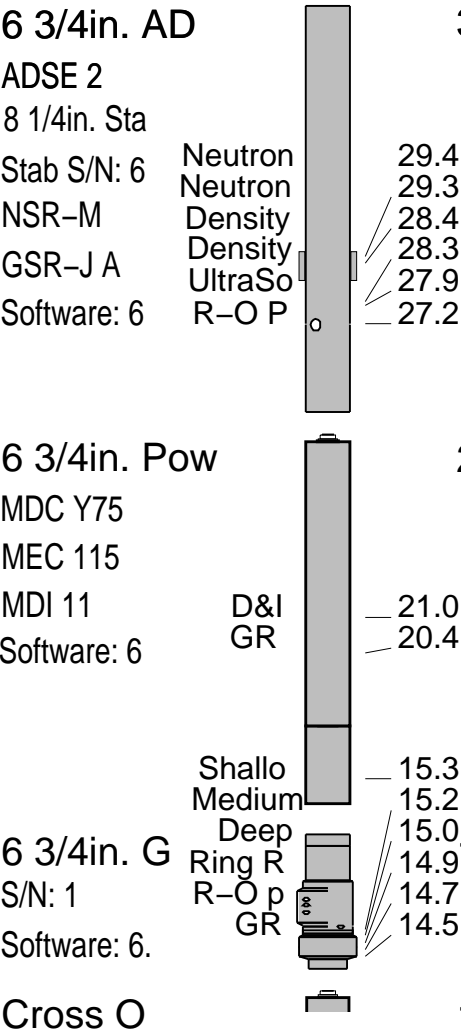 6 3/4in. AD 3
ADSE 2
8 1/4in. Sta
Stab S/N: 6
NSR–M
GSR–J A
Software: 6
Neutron 29.4
Neutron 29.3
Density 28.4
Density 28.3
UltraSo 27.9
R–O P 27.2
6 3/4in. Pow 2
MDC Y75
MEC 115
MDI 11
Software: 6
D&I 21.0
GR 20.4
Shallo 15.3
Medium 15.2
Deep 15.0
Ring R 14.9
R–O p 14.7
GR 14.5
6 3/4in. G
S/N: 1
Software: 6.
Cross O